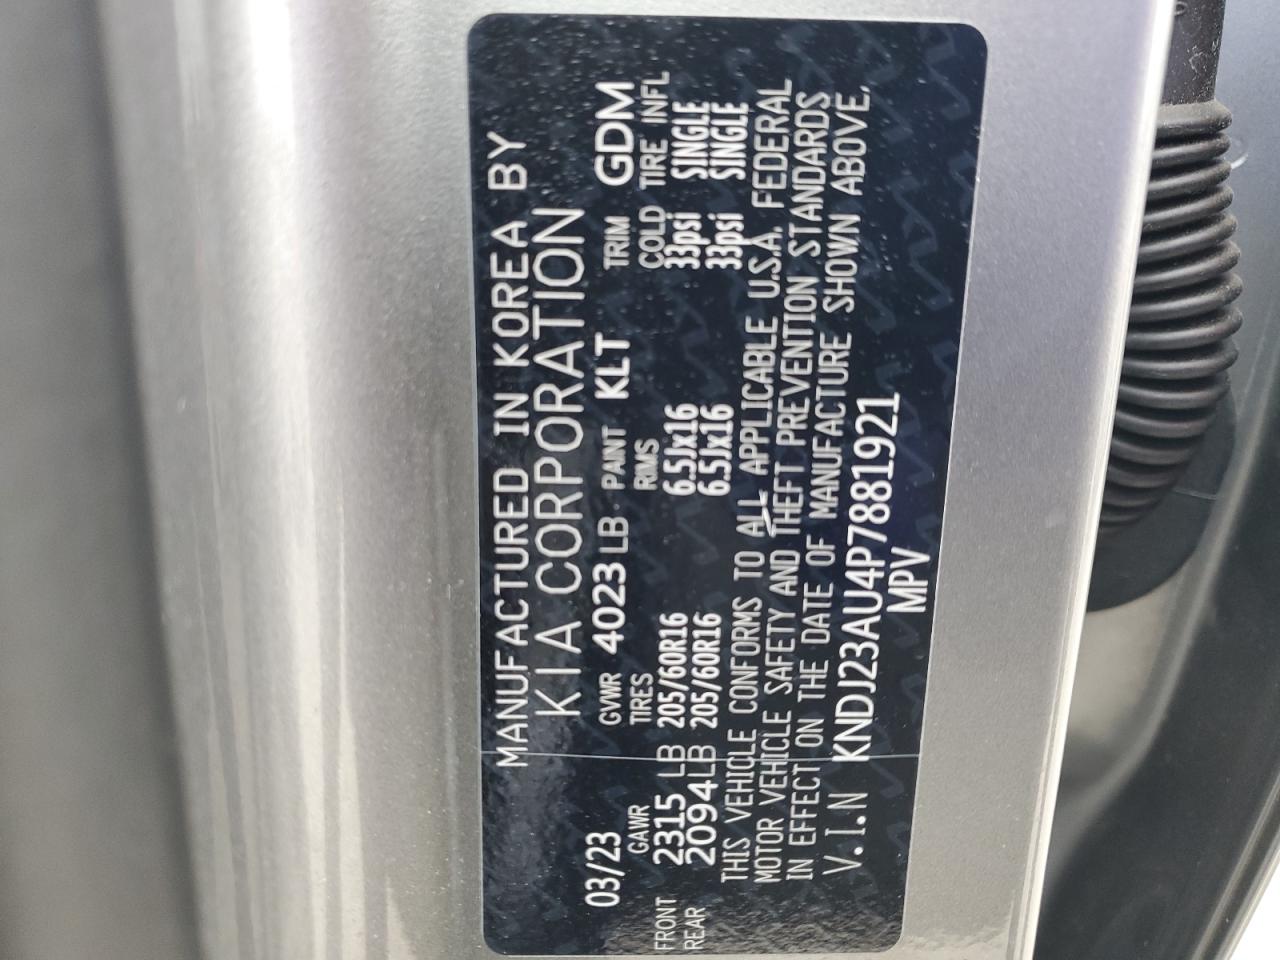 MANUFACTURED IN KOREA BY
KIA CORPORATION
03/23 GVWR 4023 LB PAINT KLT TRIM GDM
GAWR TIRES RIMS COLD TIRE INFL
FRONT 2315 LB 205/60R16 6.5Jx16 33psi SINGLE
REAR 2094LB 205/60R16 6.5Jx16 33psi SINGLE
THIS VEHICLE CONFORMS TO ALL APPLICABLE U.S.A. FEDERAL
MOTOR VEHICLE SAFETY AND THEFT PREVENTION STANDARDS
IN EFFECT ON THE DATE OF MANUFACTURE SHOWN ABOVE.
V.I.N KNDJ23AU4P7881921
MPV